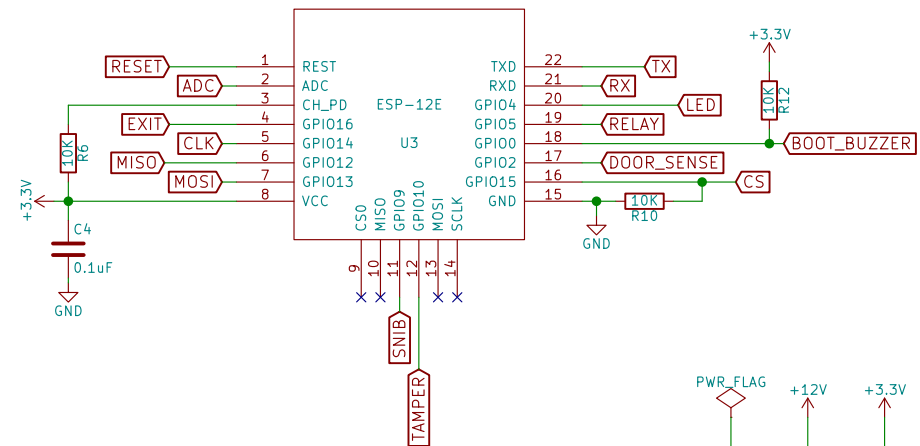 +3.3V
RESET 1 REST TXD 22 TX
ADC 2 ADC RXD 21 RX
3 CH_PD ESP-12E GPIO4 20 LED
10K R12
EXIT 4 GPIO16 GPIO5 19 RELAY
CLK 5 GPIO14 U3 GPIO0 18 BOOT_BUZZER
10K R6
MISO 6 GPIO12 GPIO2 17 DOOR_SENSE
MOSI 7 GPIO13 GPIO15 16 CS
+3.3V 8 VCC GND 15 10K
R10
CS0 MISO GPIO9 GPIO10 MOSI SCLK
C4
GND
9 10 11 12 13 14
0.1uF
GND
SNIB
TAMPER
PWR_FLAG
+12V +3.3V